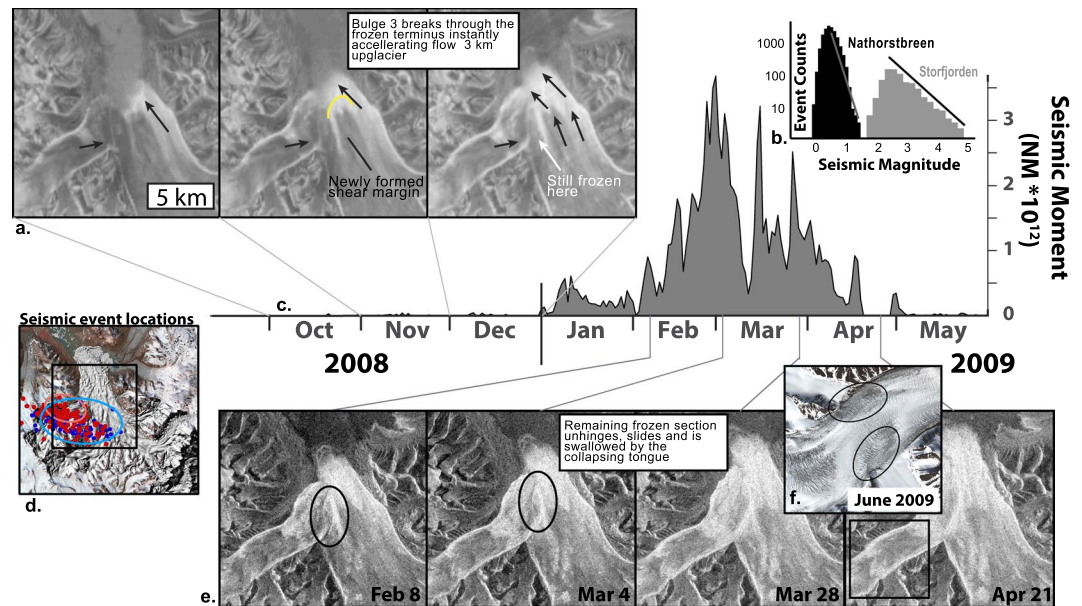 Bulge 3 breaks through the
frozen terminus instantly
accellerating flow 3 km
upglacier
5 km
Newly formed
shear margin
Still frozen
here
a.
Event Counts
1000
100
10
Nathorstbreen
Storfjorden
b.
0 1 2 3 4 5
Seismic Magnitude
Seismic Moment
(NM *10¹²)
3
2
1
0
c.
Oct Nov Dec Jan Feb Mar Apr May
2008
2009
Seismic event locations
d.
Remaining frozen section
unhinges, slides and is
swallowed by the
collapsing tongue
f.
June 2009
e.
Feb 8
Mar 4
Mar 28
Apr 21